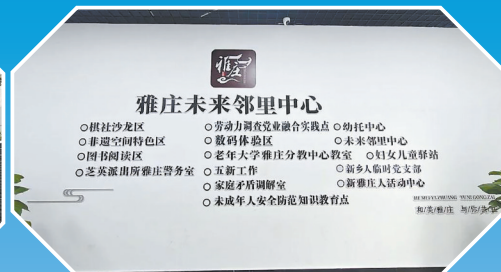 雅庄
雅庄未来邻里中心
○棋社沙龙区 ○劳动力调查党业融合实践点 ○幼托中心
○非遗空间特色区 ○数码体验区 ○未来邻里中心
○图书阅读区 ○老年大学雅庄分教中心教室 ○妇女儿童驿站
○芝英派出所雅庄警务室 ○五新工作 ○新乡人临时党支部
○家庭矛盾调解室 ○新雅庄人活动中心
○未成年人安全防范知识教育点
和美雅庄 与你共